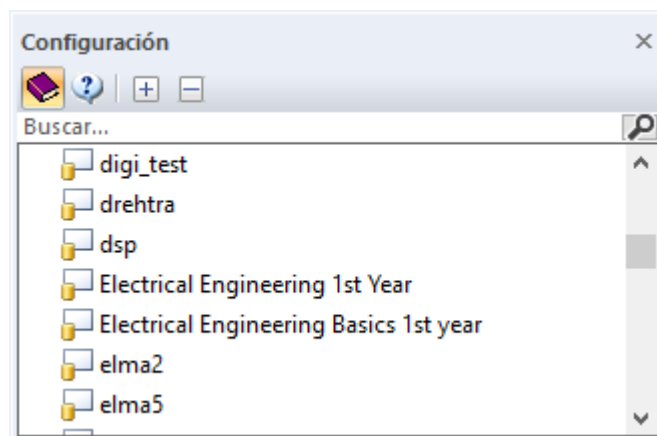 Configuración
Buscar...
digi_test
drehtra
dsp
Electrical Engineering 1st Year
Electrical Engineering Basics 1st year
elma2
elma5